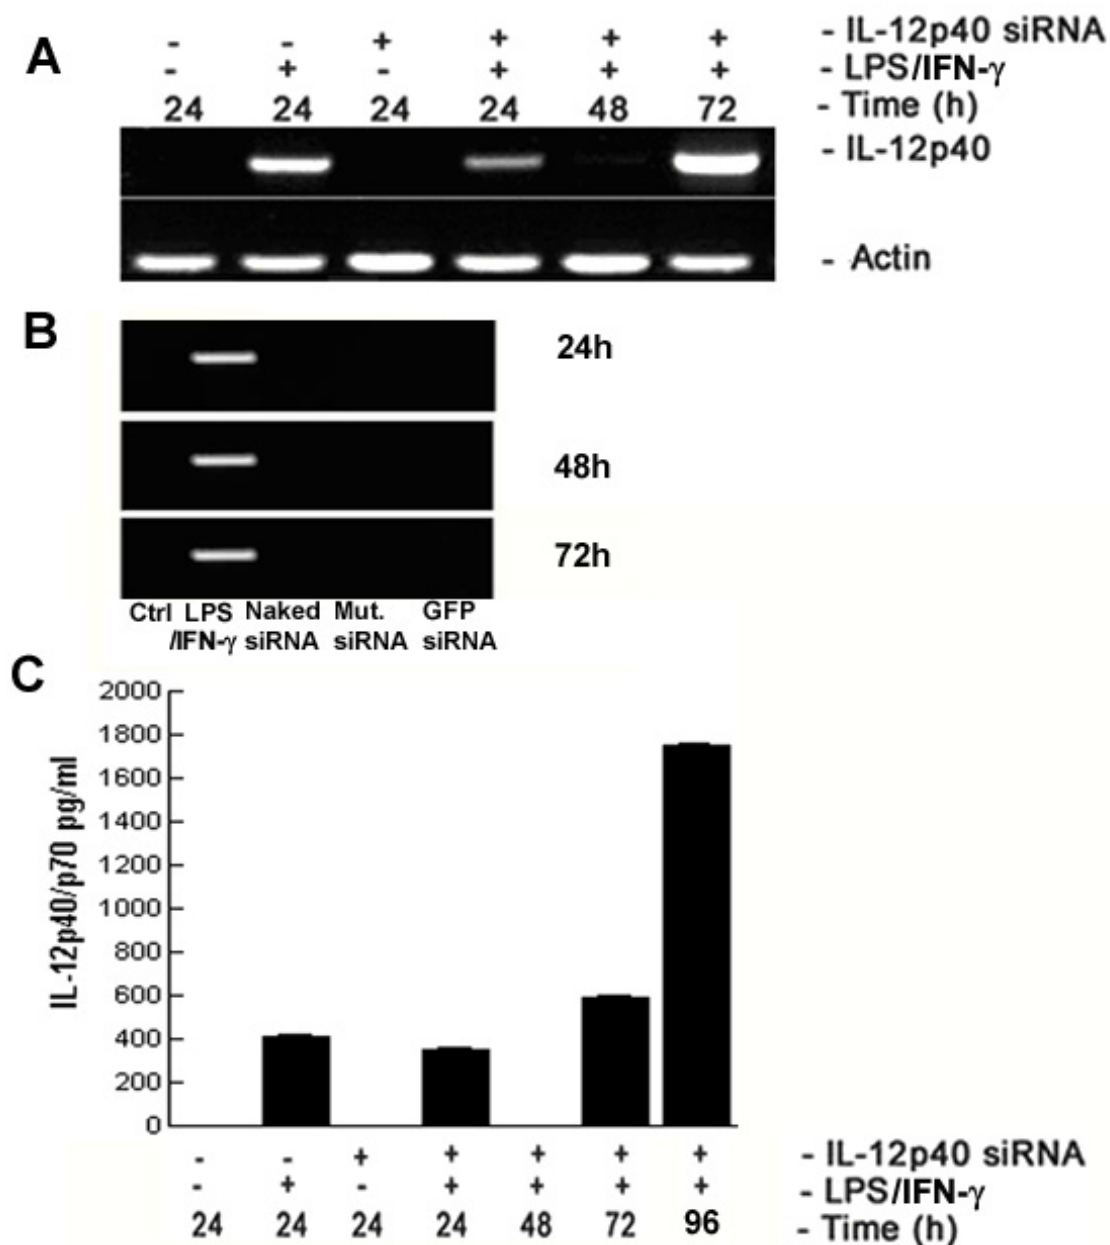 A
- - + + + + - IL-12p40 siRNA
- + - + + + - LPS/IFN-γ
24 24 24 24 48 72 - Time (h)
- IL-12p40
- Actin
B
24h
48h
72h
Ctrl LPS Naked Mut. GFP
/IFN-γ siRNA siRNA siRNA
C
IL-12p40/p70 pg/ml
2000
1800
1600
1400
1200
1000
800
600
400
200
0
- - + + + + + - IL-12p40 siRNA
- + - + + + + - LPS/IFN-γ
24 24 24 24 48 72 96 - Time (h)